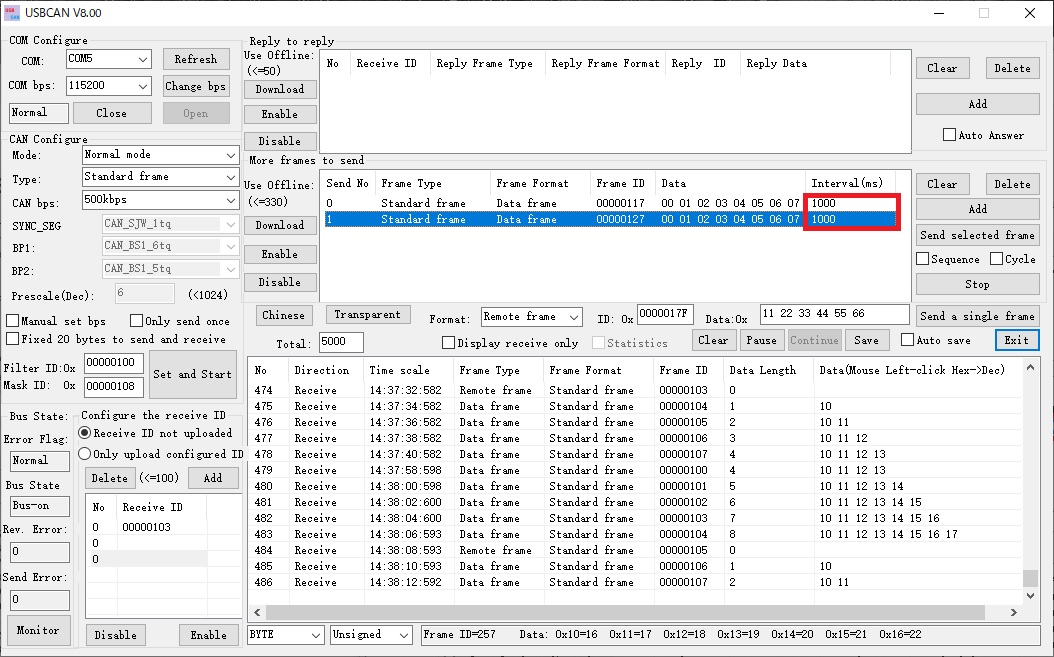 USBCAN V8.00
COM Configure
COM: COM5 Refresh
COM bps: 115200 Change bps
Normal Close Open
CAN Configure
Mode: Normal mode
Type: Standard frame
CAN bps: 500kbps
SYNC_SEG CAN_SJW_1tq
BP1: CAN_BS1_6tq
BP2: CAN_BS1_5tq
Prescale(Dec): 6 (<1024)
Manual set bps Only send once
Fixed 20 bytes to send and receive
Filter ID:0x 00000100
Mask ID: 0x 00000108
Set and Start
Bus State:
Error Flag:
Normal
Bus State
Bus-on
Rev. Error:
0
Send Error:
0
Monitor
Configure the receive ID
Receive ID not uploaded
Only upload configured ID
Delete (<=100) Add
No Receive ID
0 00000103
0
0
Disable Enable
Reply to reply
Use Offline:
(<=50)
Download
Enable
Disable
No Receive ID Reply Frame Type Reply Frame Format Reply ID Reply Data
Clear Delete
Add
Auto Answer
More frames to send
Use Offline:
(<=330)
Download
Enable
Disable
Send No Frame Type Frame Format Frame ID Data Interval(ms)
0 Standard frame Data frame 00000117 00 01 02 03 04 05 06 07 1000
1 Standard frame Data frame 00000127 00 01 02 03 04 05 06 07 1000
Clear Delete
Add
Send selected frame
Sequence Cycle
Stop
Chinese Transparent Format: Remote frame ID: 0x 0000017F Data:0x 11 22 33 44 55 66 Send a single frame
Total: 5000 Display receive only Statistics Clear Pause Continue Save Auto save Exit
No Direction Time scale Frame Type Frame Format Frame ID Data Length Data(Mouse Left-click Hex->Dec)
474 Receive 14:37:32:582 Remote frame Standard frame 00000103 0
475 Receive 14:37:34:582 Data frame Standard frame 00000104 1 10
476 Receive 14:37:36:582 Data frame Standard frame 00000105 2 10 11
477 Receive 14:37:38:582 Data frame Standard frame 00000106 3 10 11 12
478 Receive 14:37:40:582 Data frame Standard frame 00000107 4 10 11 12 13
479 Receive 14:37:58:598 Data frame Standard frame 00000100 4 10 11 12 13
480 Receive 14:38:00:598 Data frame Standard frame 00000101 5 10 11 12 13 14
481 Receive 14:38:02:600 Data frame Standard frame 00000102 6 10 11 12 13 14 15
482 Receive 14:38:04:600 Data frame Standard frame 00000103 7 10 11 12 13 14 15 16
483 Receive 14:38:06:593 Data frame Standard frame 00000104 8 10 11 12 13 14 15 16 17
484 Receive 14:38:08:593 Remote frame Standard frame 00000105 0
485 Receive 14:38:10:593 Data frame Standard frame 00000106 1 10
486 Receive 14:38:12:592 Data frame Standard frame 00000107 2 10 11
BYTE Unsigned Frame ID=257 Data: 0x10=16 0x11=17 0x12=18 0x13=19 0x14=20 0x15=21 0x16=22